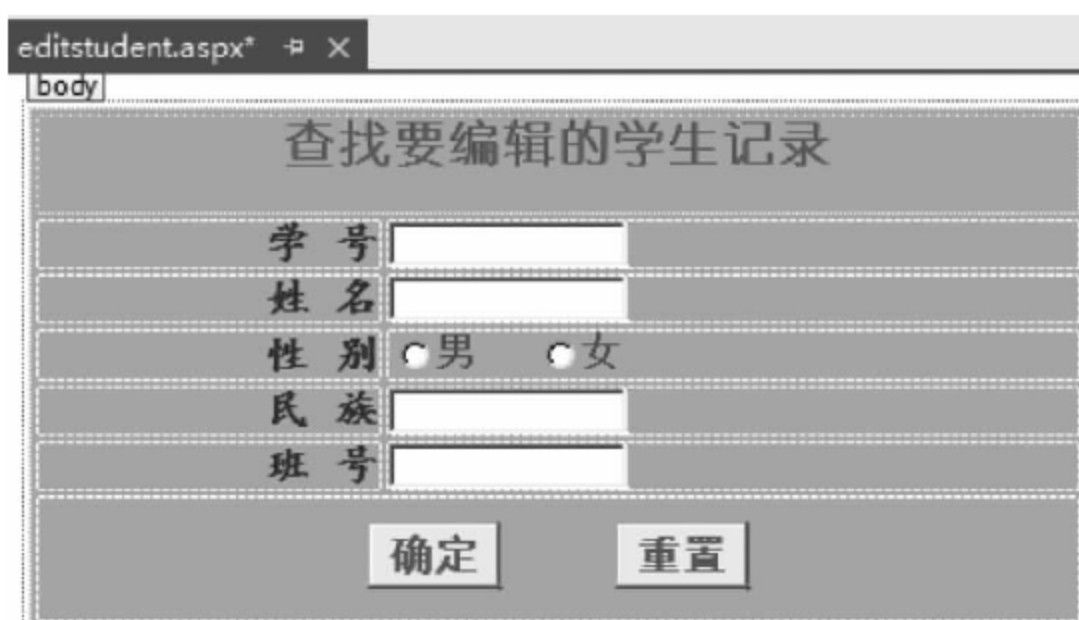 editstudent.aspx*
body
查找要编辑的学生记录
学 号
姓 名
性 别 男 女
民 族
班 号
确定 重置